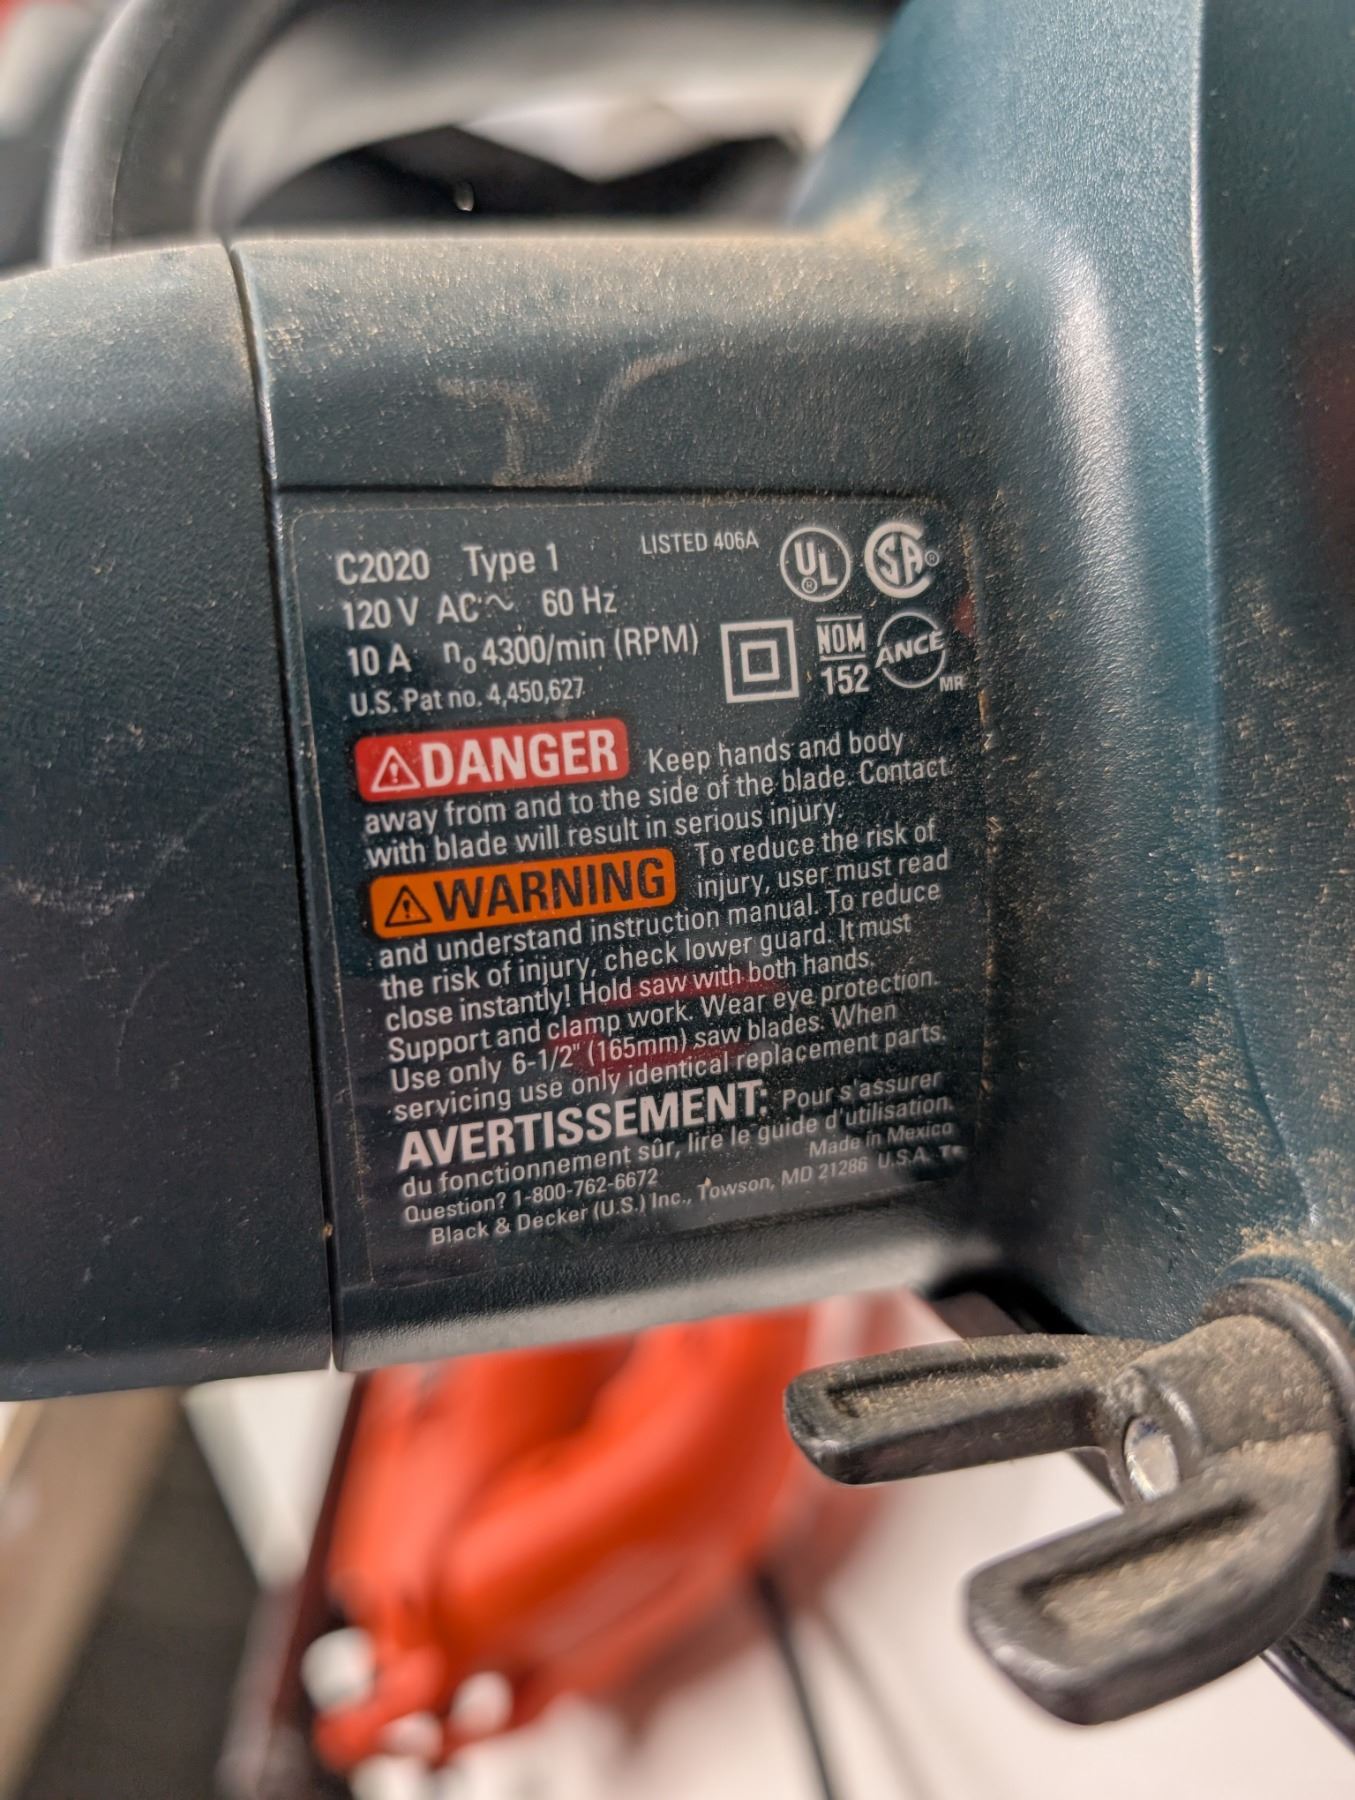 C2020 Type 1 LISTED 406A UL SA®
120 V AC ~ 60 Hz
10 A no 4300/min (RPM) NOM 152 ANCE MR
U.S. Pat no. 4,450,627
⚠DANGER Keep hands and body
away from and to the side of the blade. Contact
with blade will result in serious injury.
⚠WARNING To reduce the risk of
injury, user must read
and understand instruction manual. To reduce
the risk of injury, check lower guard. It must
close instantly! Hold saw with both hands.
Support and clamp work. Wear eye protection.
Use only 6-1/2" (165mm) saw blades. When
servicing use only identical replacement parts.
AVERTISSEMENT: Pour s'assurer
du fonctionnement sûr, lire le guide d'utilisation.
Question? 1-800-762-6672 Made in Mexico
Black & Decker (U.S.) Inc., Towson, MD 21286 U.S.A.